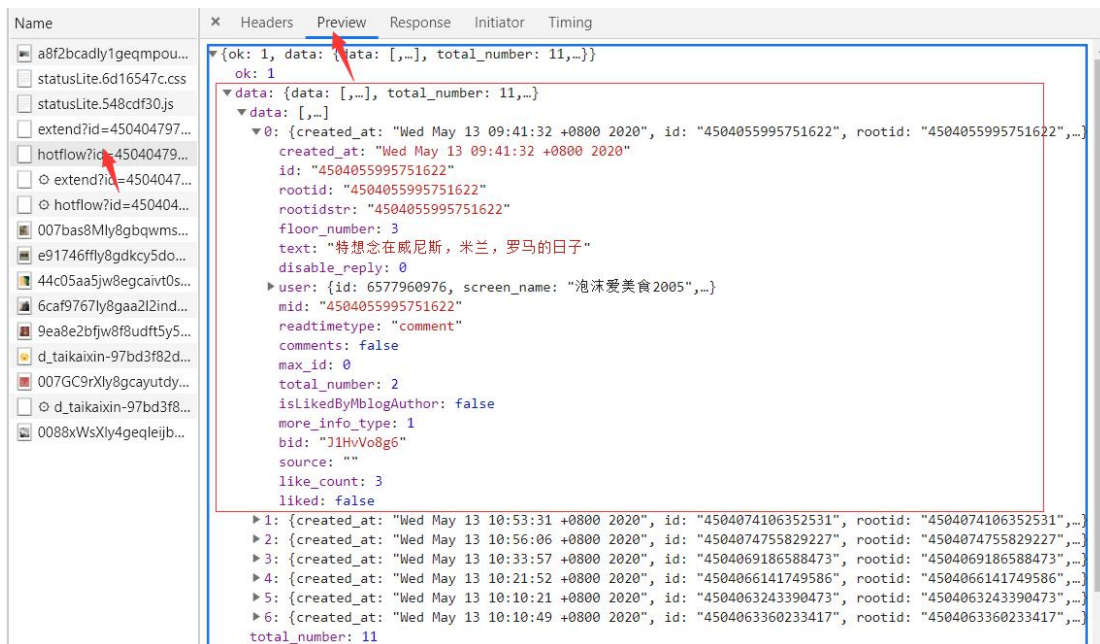 Name
× Headers Preview Response Initiator Timing
a8f2bcadly1geqmpou...
statusLite.6d16547c.css
statusLite.548cdf30.js
extend?id=450404797...
hotflow?id=45040479...
extend?id=4504047...
hotflow?id=450404...
007bas8Mly8gbqwms...
e91746ffly8gdkcy5do...
44c05aa5jw8egcaivt0s...
6caf9767ly8gaa2l2ind...
9ea8e2bfjw8f8udft5y5...
d_taikaixin-97bd3f82d...
007GC9rXly8gcayutdy...
d_taikaixin-97bd3f8...
0088xWsXly4geqleijb...
▼{ok: 1, data: {data: [,…], total_number: 11,…}}
ok: 1
▼data: {data: [,…], total_number: 11,…}
▼data: [,…]
▼0: {created_at: "Wed May 13 09:41:32 +0800 2020", id: "4504055995751622", rootid: "4504055995751622",…}
created_at: "Wed May 13 09:41:32 +0800 2020"
id: "4504055995751622"
rootid: "4504055995751622"
rootidstr: "4504055995751622"
floor_number: 3
text: "特想念在威尼斯，米兰，罗马的日子"
disable_reply: 0
▶user: {id: 6577960976, screen_name: "泡沫爱美食2005",…}
mid: "4504055995751622"
readtimetype: "comment"
comments: false
max_id: 0
total_number: 2
isLikedByMblogAuthor: false
more_info_type: 1
bid: "J1HvVo8g6"
source: ""
like_count: 3
liked: false
▶1: {created_at: "Wed May 13 10:53:31 +0800 2020", id: "4504074106352531", rootid: "4504074106352531",…}
▶2: {created_at: "Wed May 13 10:56:06 +0800 2020", id: "4504074755829227", rootid: "4504074755829227",…}
▶3: {created_at: "Wed May 13 10:33:57 +0800 2020", id: "4504069186588473", rootid: "4504069186588473",…}
▶4: {created_at: "Wed May 13 10:21:52 +0800 2020", id: "4504066141749586", rootid: "4504066141749586",…}
▶5: {created_at: "Wed May 13 10:10:21 +0800 2020", id: "4504063243390473", rootid: "4504063243390473",…}
▶6: {created_at: "Wed May 13 10:10:49 +0800 2020", id: "4504063360233417", rootid: "4504063360233417",…}
total_number: 11